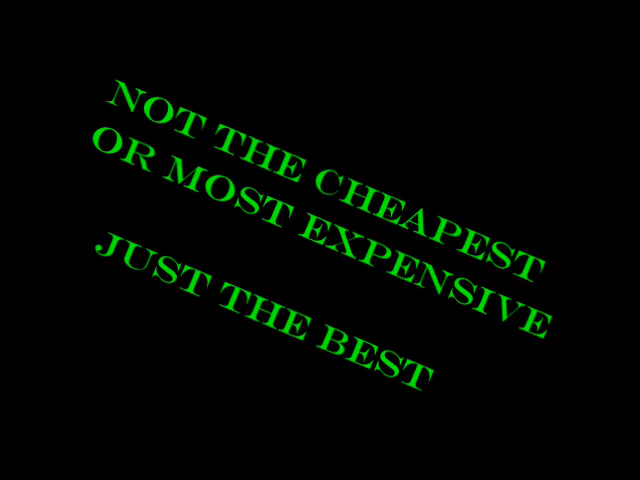 NOT THE CHEAPEST
OR MOST EXPENSIVE
JUST THE BEST